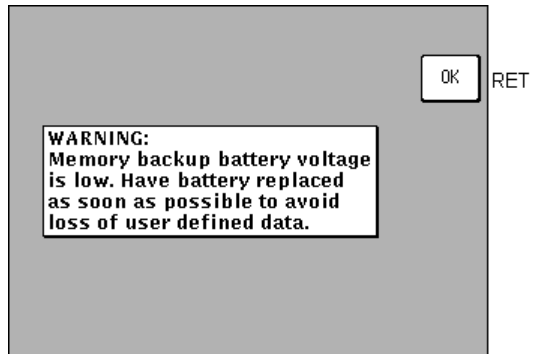 OK
RET
WARNING:
Memory backup battery voltage
is low. Have battery replaced
as soon as possible to avoid
loss of user defined data.